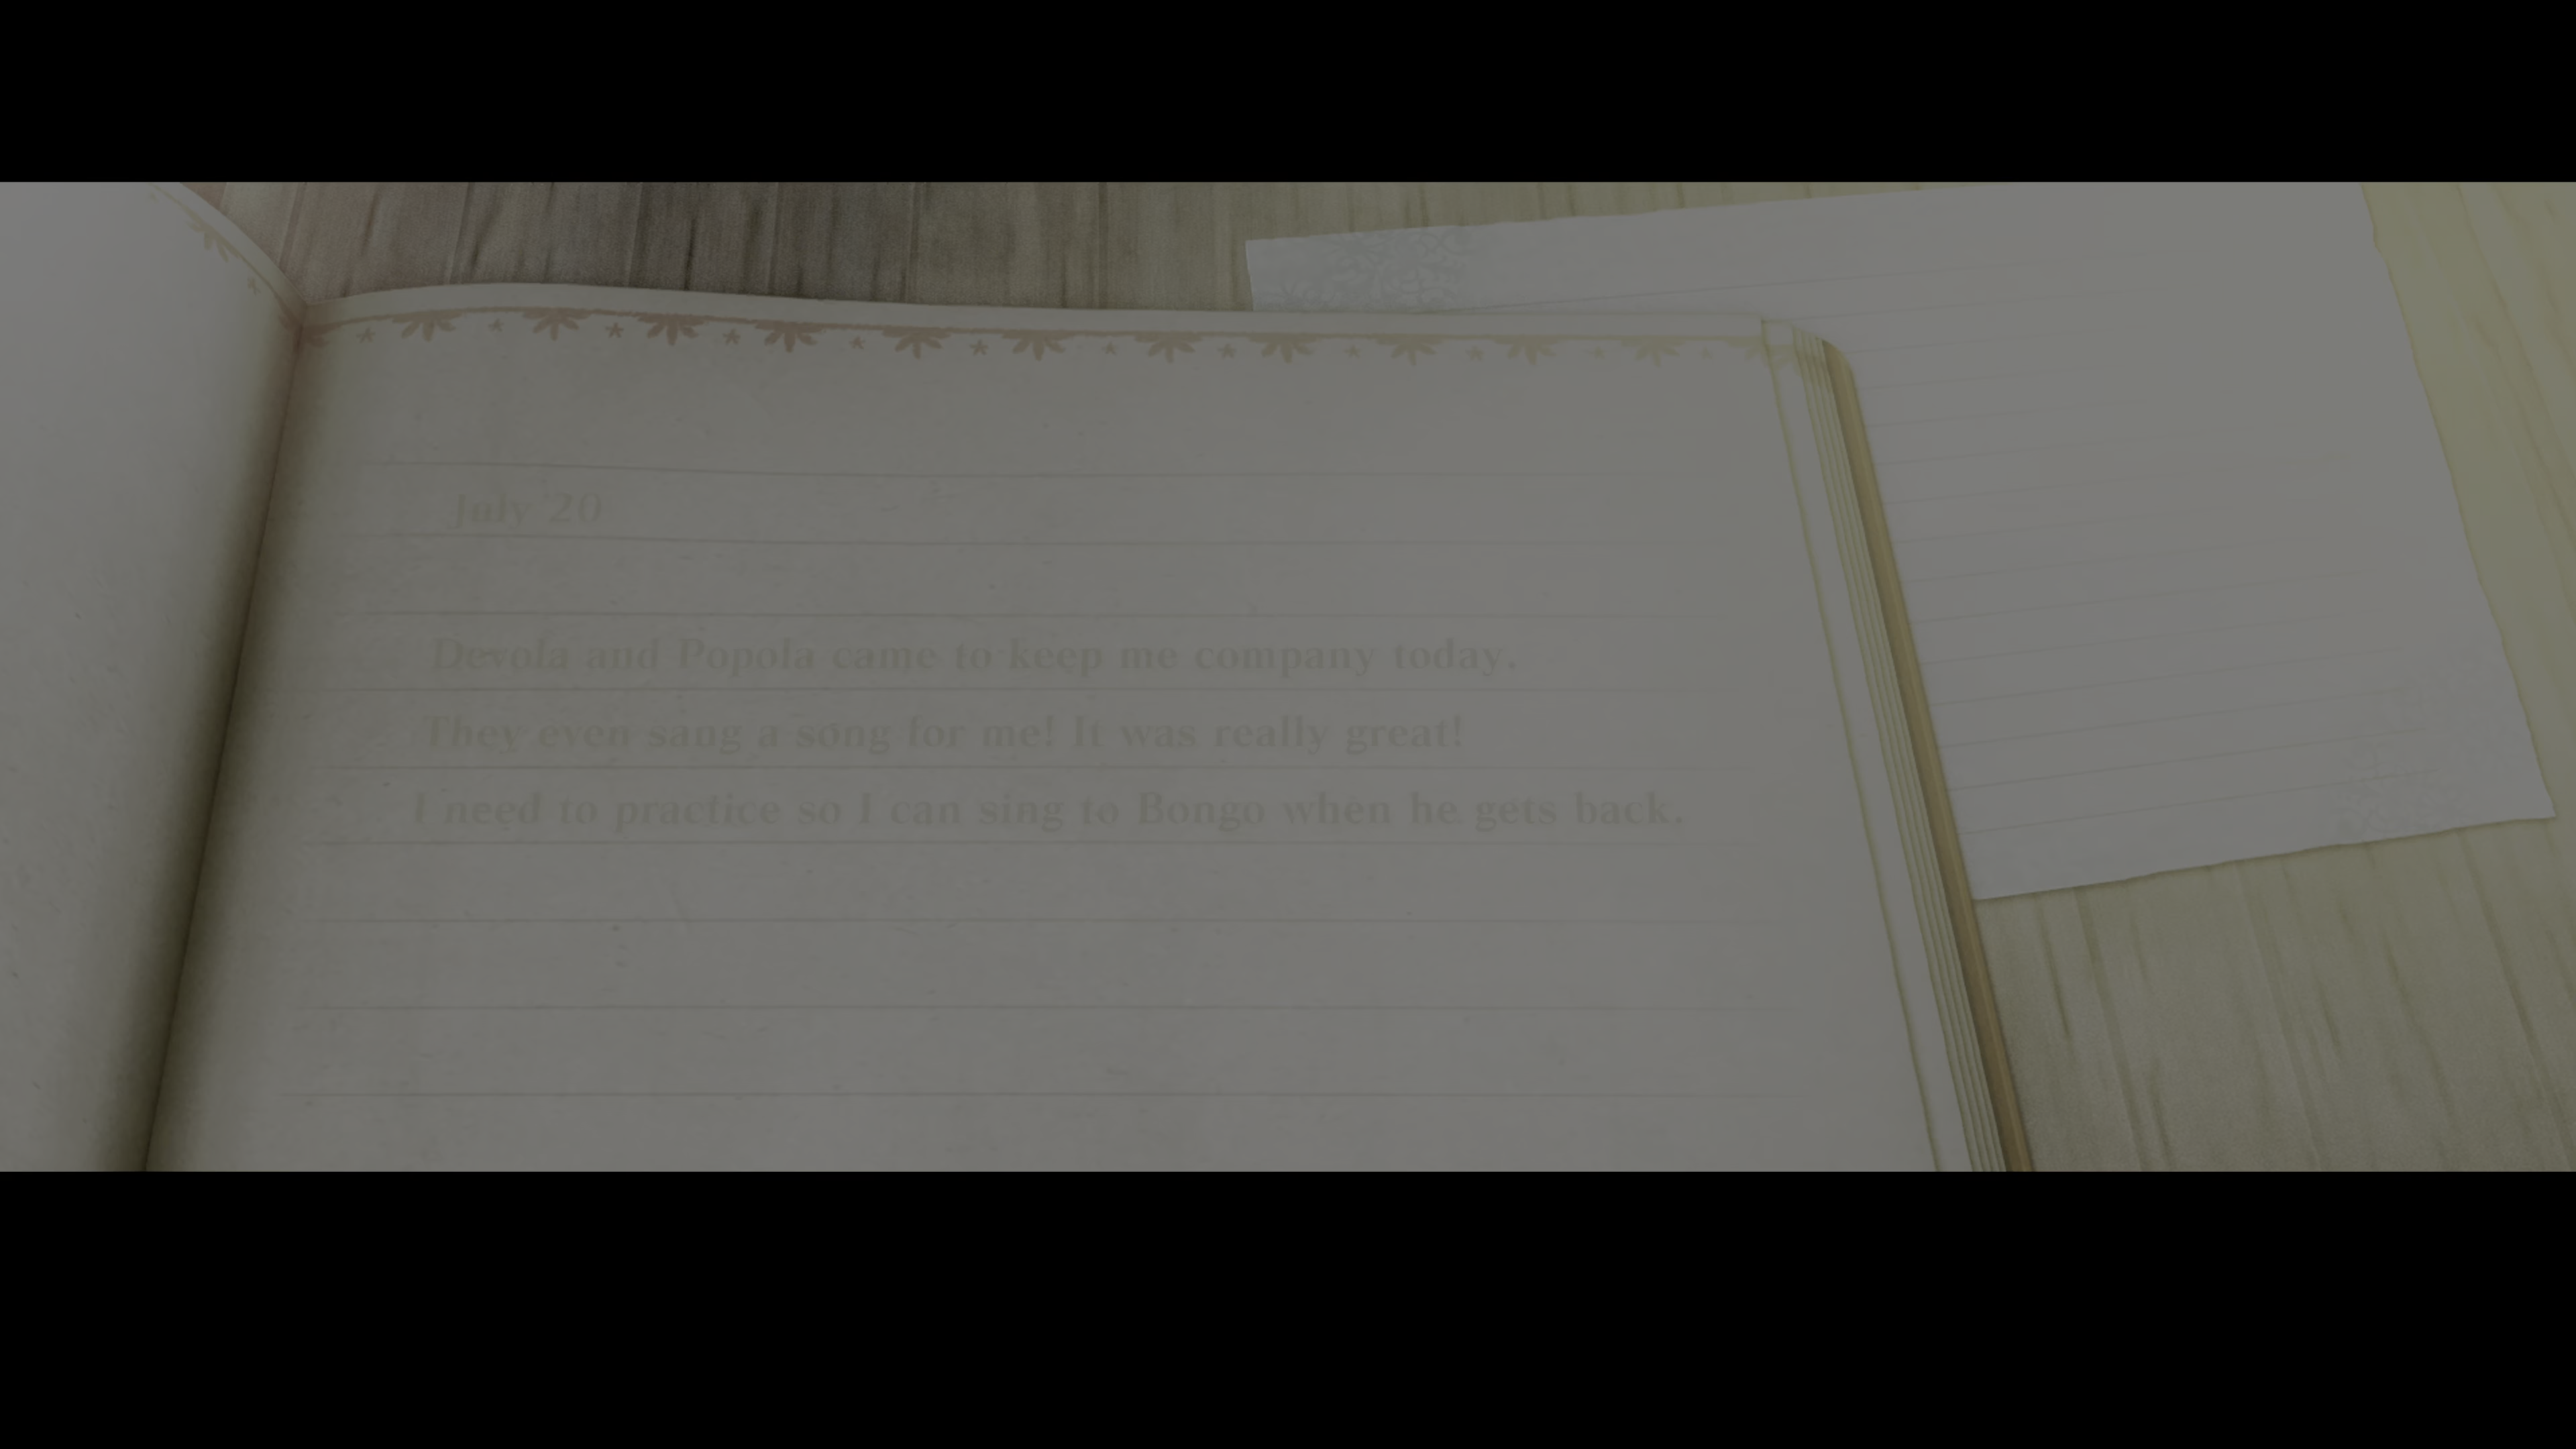 July 20
Devola and Popola came to keep me company today.
They even sang a song for me! It was really great!
I need to practice so I can sing to Bongo when he gets back.